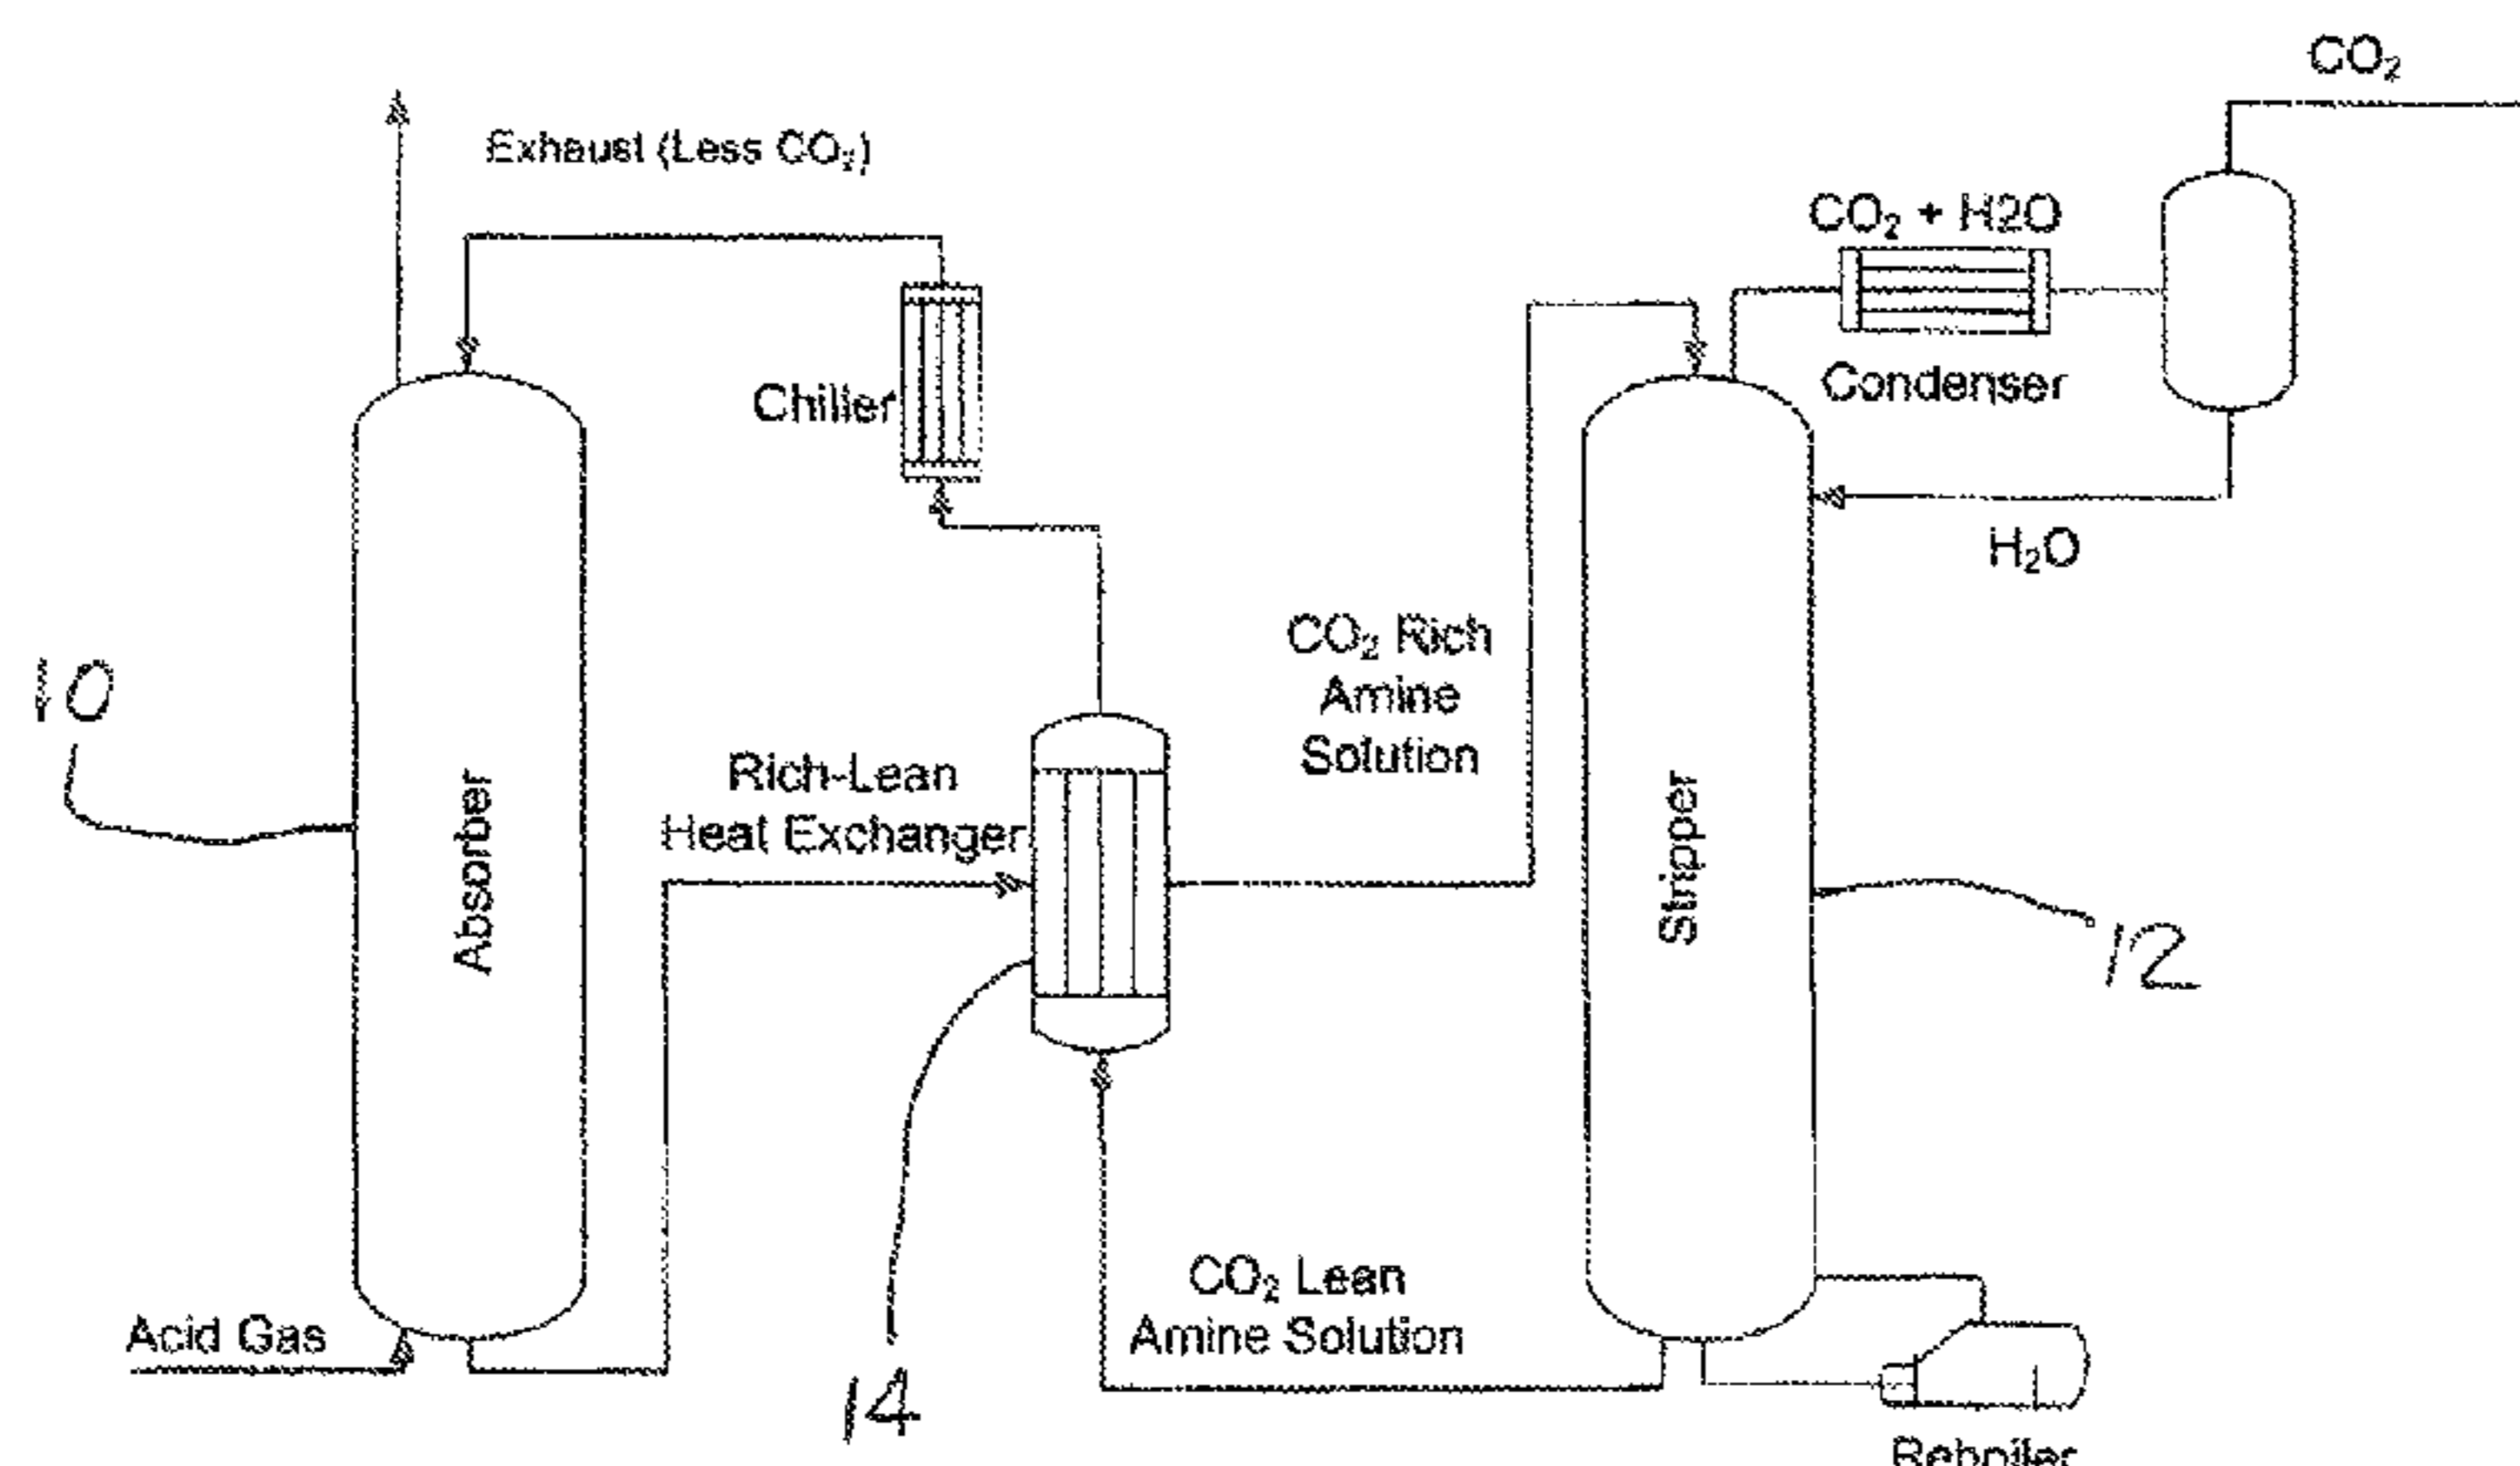 CO₂
Exhaust (Less CO₂)
CO₂ + H2O
Chiller
Condenser
H₂O
CO₂ Rich
Amine
Solution
10
Rich-Lean
Heat Exchanger
Absorber
Stripper
12
CO₂ Lean
Amine Solution
Acid Gas
14
Reboiler